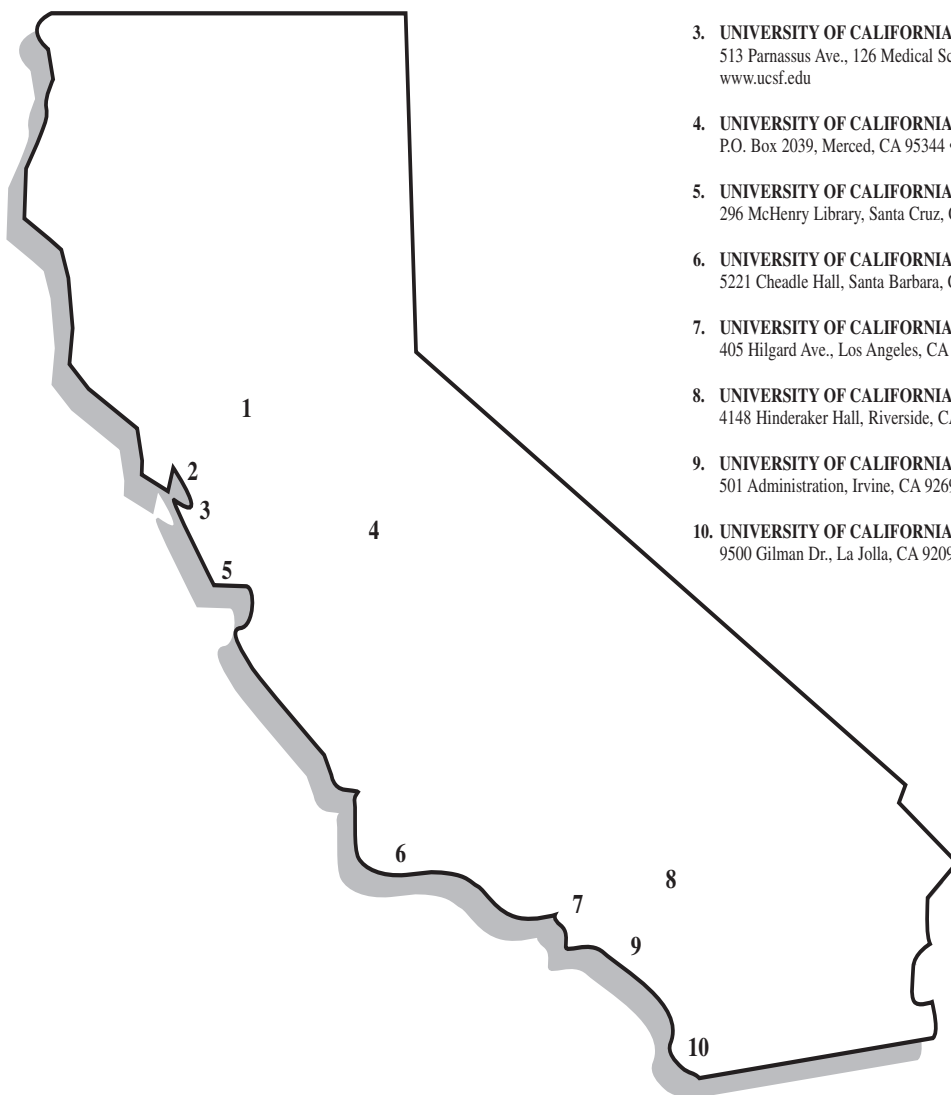 3. UNIVERSITY OF CALIFORNIA
513 Parnassus Ave., 126 Medical
www.ucsf.edu
4. UNIVERSITY OF CALIFORNIA
P.O. Box 2039, Merced, CA 95344
5. UNIVERSITY OF CALIFORNIA
296 McHenry Library, Santa Cruz,
6. UNIVERSITY OF CALIFORNIA
5221 Cheadle Hall, Santa Barbara,
7. UNIVERSITY OF CALIFORNIA
405 Hilgard Ave., Los Angeles, CA
8. UNIVERSITY OF CALIFORNIA
4148 Hinderaker Hall, Riverside,
9. UNIVERSITY OF CALIFORNIA
501 Administration, Irvine, CA
10. UNIVERSITY OF CALIFORNIA
9500 Gilman Dr., La Jolla, CA
1
2
3
4
5
6
7
8
9
10